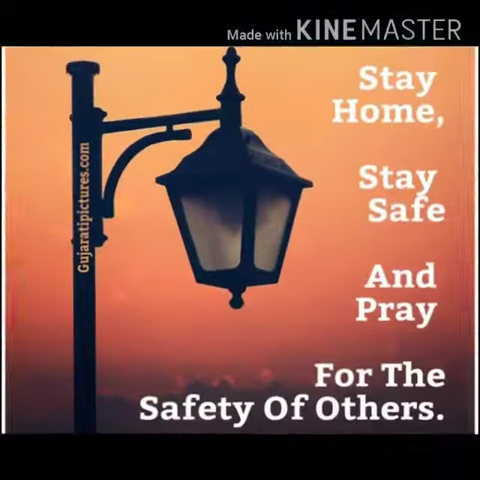 Made with KINEMASTER
Stay
Home,
Stay
Safe
And
Pray
For The
Safety Of Others.
Gujaratipictures.com